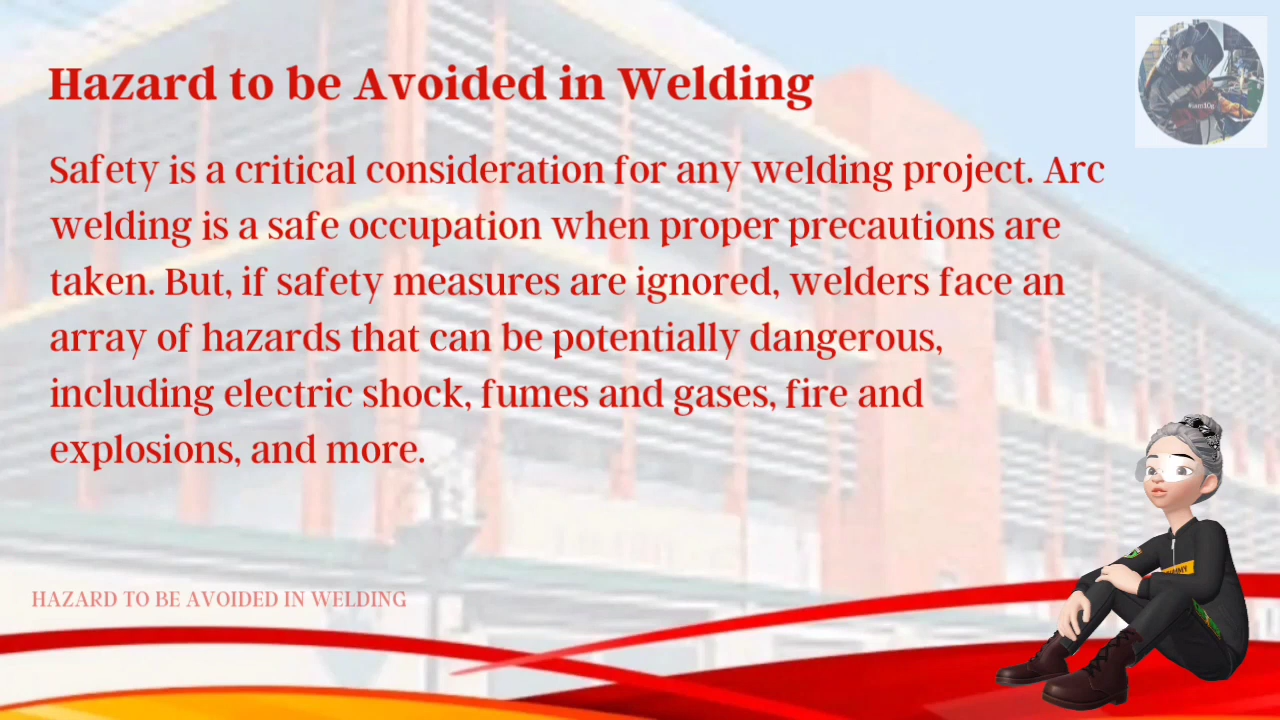 Hazard to be Avoided in Welding
Safety is a critical consideration for any welding project. Arc
welding is a safe occupation when proper precautions are
taken. But, if safety measures are ignored, welders face an
array of hazards that can be potentially dangerous,
including electric shock, fumes and gases, fire and
explosions, and more.
HAZARD TO BE AVOIDED IN WELDING